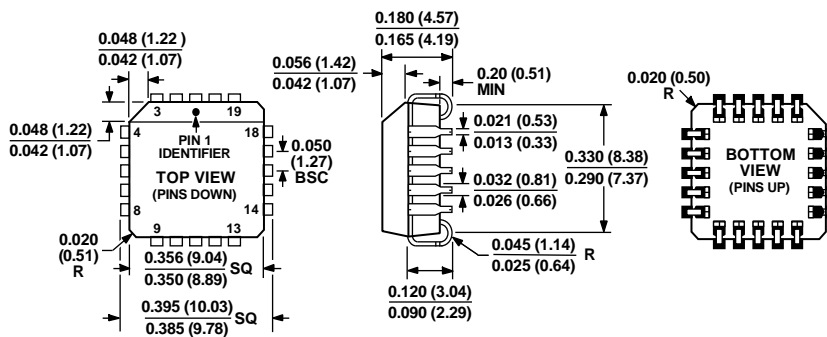 0.048 (1.22 )
0.042 (1.07)
0.048 (1.22)
0.042 (1.07)
3
19
4
18
PIN 1
IDENTIFIER
TOP VIEW
(PINS DOWN)
8
14
9
13
0.050
(1.27)
BSC
0.020
(0.51)
R
0.356 (9.04)
0.350 (8.89)
SQ
0.395 (10.03)
0.385 (9.78)
SQ
0.180 (4.57)
0.165 (4.19)
0.056 (1.42)
0.042 (1.07)
0.20 (0.51)
MIN
0.021 (0.53)
0.013 (0.33)
0.032 (0.81)
0.026 (0.66)
0.330 (8.38)
0.290 (7.37)
0.045 (1.14)
0.025 (0.64)
R
0.120 (3.04)
0.090 (2.29)
0.020 (0.50)
R
BOTTOM
VIEW
(PINS UP)